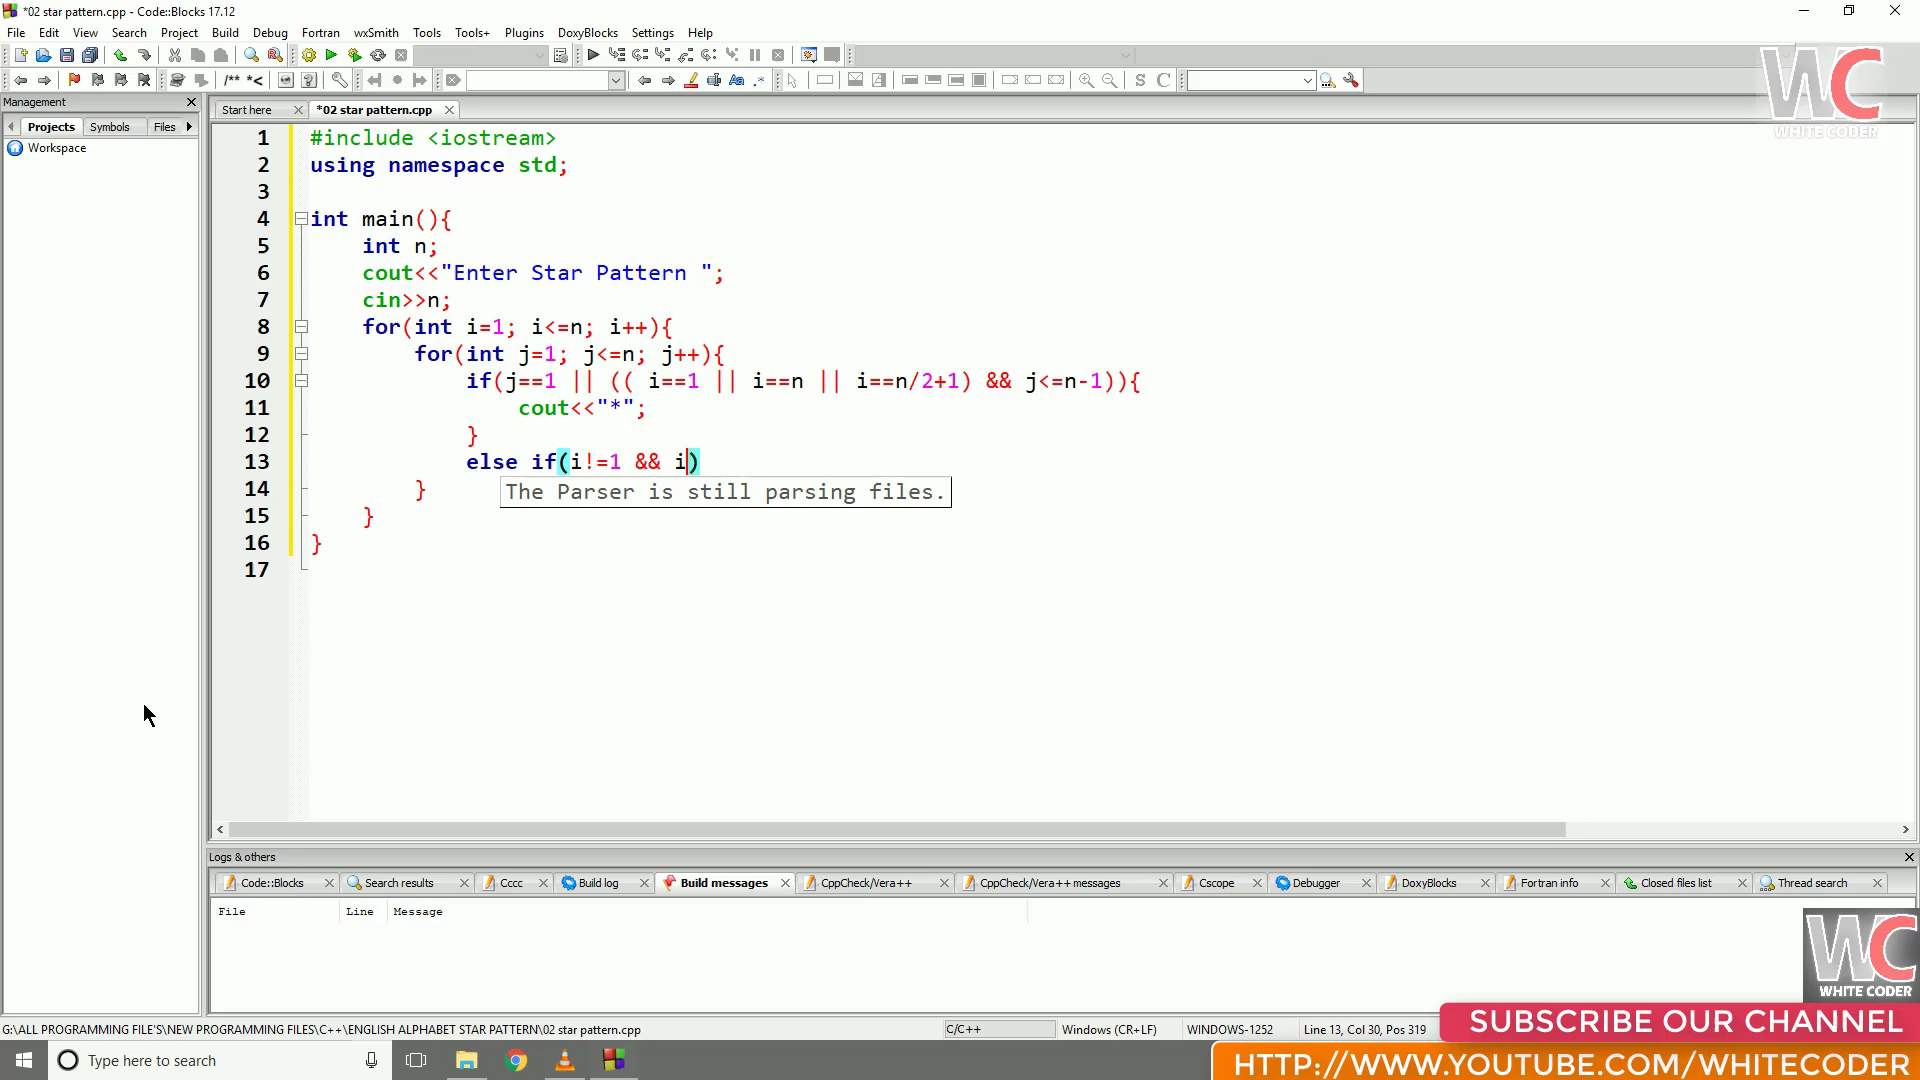 *02 star pattern.cpp - Code::Blocks 17.12
File Edit View Search Project Build Debug Fortran wxSmith Tools Tools+ Plugins DoxyBlocks Settings Help
/** *<
Aa .*
S C
WC
WHITE CODER
Management
Start here *02 star pattern.cpp
Projects Symbols Files
Workspace
1 #include <iostream>
2 using namespace std;
3
4 int main(){
5 int n;
6 cout<<"Enter Star Pattern ";
7 cin>>n;
8 for(int i=1; i<=n; i++){
9 for(int j=1; j<=n; j++){
10 if(j==1 || (( i==1 || i==n || i==n/2+1) && j<=n-1)){
11 cout<<"*";
12 }
13 else if(i!=1 && i)
14 }
The Parser is still parsing files.
15 }
16 }
17
Logs & others
Code::Blocks Search results Cccc Build log Build messages CppCheck/Vera++ CppCheck/Vera++ messages Cscope Debugger DoxyBlocks Fortran info Closed files list Thread search
File Line Message
WC
WHITE CODER
G:\ALL PROGRAMMING FILE'S\NEW PROGRAMMING FILES\C++\ENGLISH ALPHABET STAR PATTERN\02 star pattern.cpp C/C++ Windows (CR+LF) WINDOWS-1252 Line 13, Col 30, Pos 319
SUBSCRIBE OUR CHANNEL
Type here to search
HTTP://WWW.YOUTUBE.COM/WHITECODER